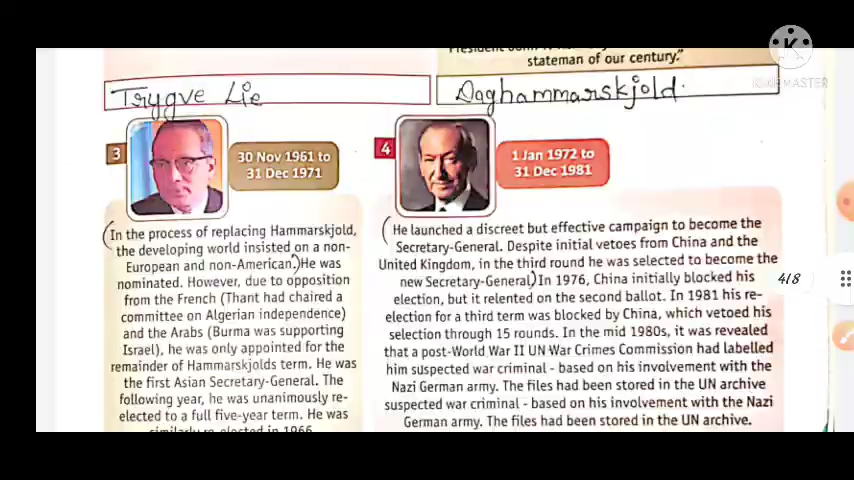 President John
stateman of our century."
Trygve Lie
Daghammarskjold.
K
KINEMASTER
3
30 Nov 1961 to
31 Dec 1971
4
1 Jan 1972 to
31 Dec 1981
(In the process of replacing Hammarskjold,
the developing world insisted on a non-
European and non-American.) He was
nominated. However, due to opposition
from the French (Thant had chaired a
committee on Algerian independence)
and the Arabs (Burma was supporting
Israel), he was only appointed for the
remainder of Hammarskjolds term. He was
the first Asian Secretary-General. The
following year, he was unanimously re-
elected to a full five-year term. He was
similarly re-elected in 1966
(He launched a discreet but effective campaign to become the
Secretary-General. Despite initial vetoes from China and the
United Kingdom, in the third round he was selected to become the
new Secretary-General.) In 1976, China initially blocked his
election, but it relented on the second ballot. In 1981 his re-
election for a third term was blocked by China, which vetoed his
selection through 15 rounds. In the mid 1980s, it was revealed
that a post-World War II UN War Crimes Commission had labelled
him suspected war criminal - based on his involvement with the
Nazi German army. The files had been stored in the UN archive
suspected war criminal - based on his involvement with the Nazi
German army. The files had been stored in the UN archive.
4/8